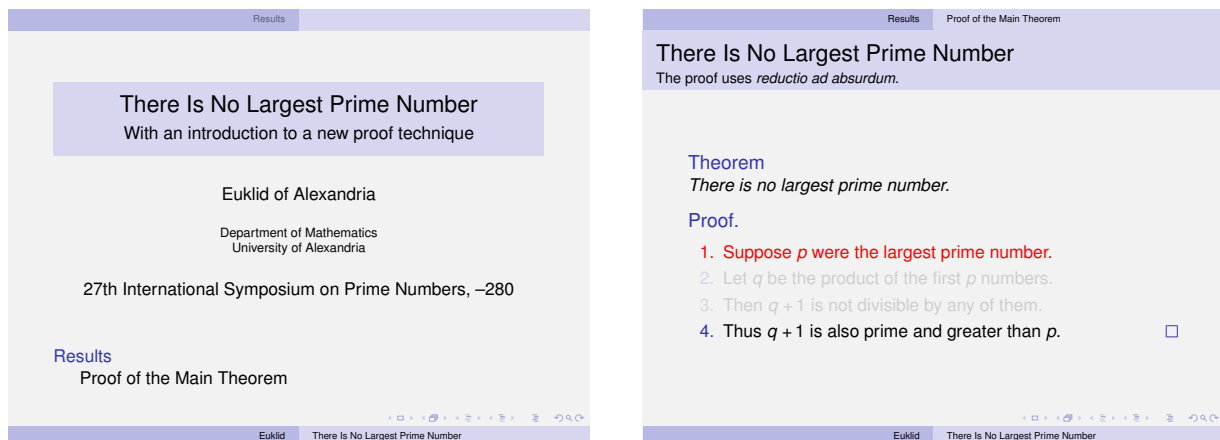 Results
There Is No Largest Prime Number
With an introduction to a new proof technique
Euklid of Alexandria
Department of Mathematics
University of Alexandria
27th International Symposium on Prime Numbers, –280
Results
Proof of the Main Theorem
Euklid There Is No Largest Prime Number
Results Proof of the Main Theorem
There Is No Largest Prime Number
The proof uses reductio ad absurdum.
Theorem
There is no largest prime number.
Proof.
1. Suppose p were the largest prime number.
2. Let q be the product of the first p numbers.
3. Then q + 1 is not divisible by any of them.
4. Thus q + 1 is also prime and greater than p. □
Euklid There Is No Largest Prime Number